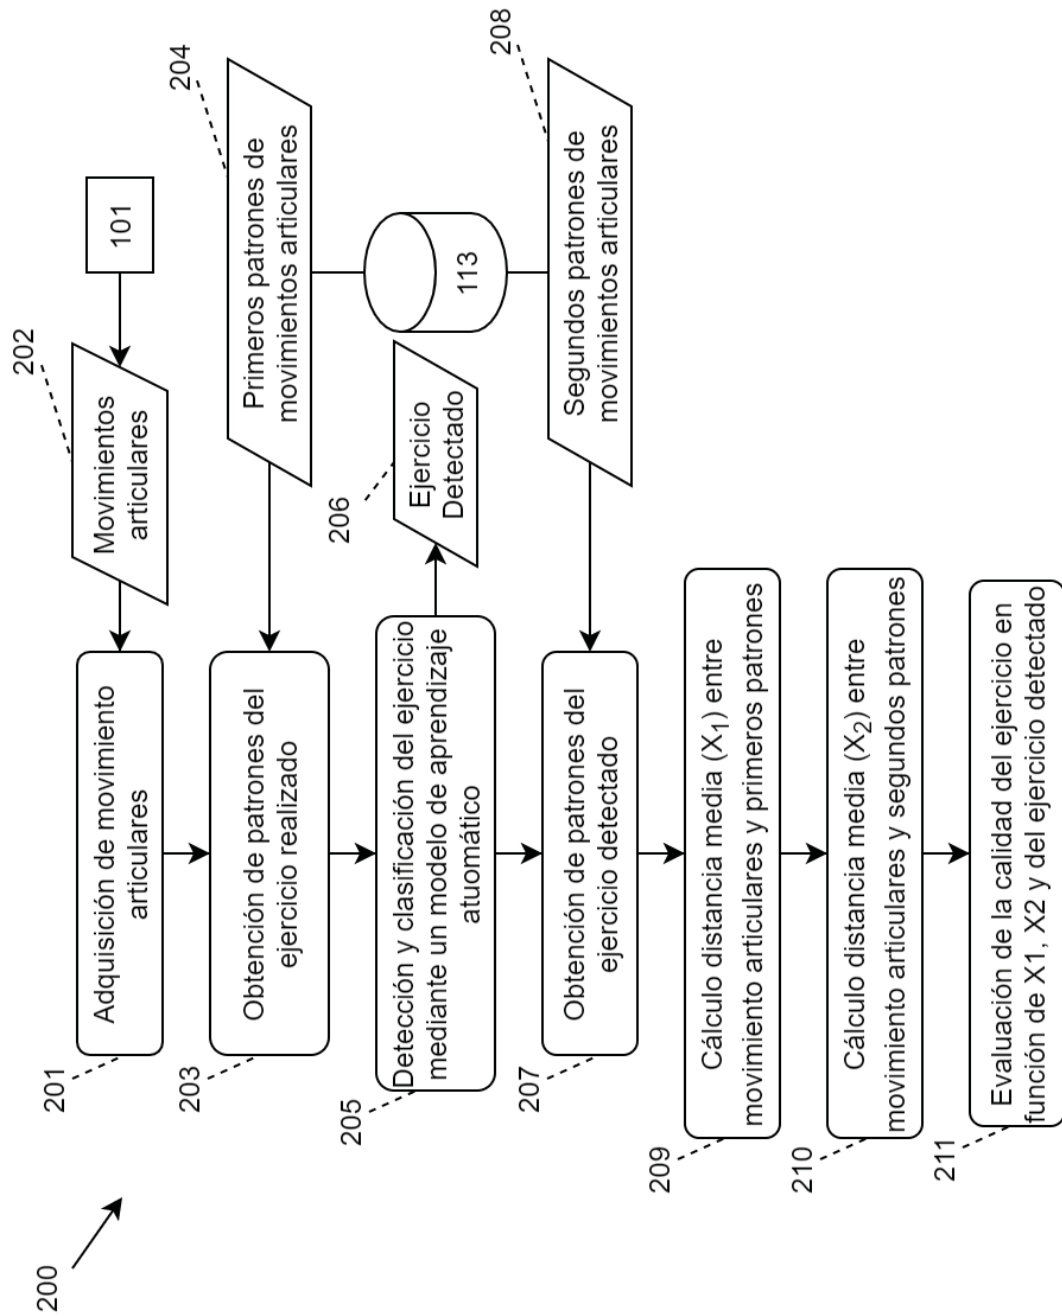 200
201
Adquisición de movimiento
articulares
202
Movimientos
articulares
101
203
Obtención de patrones del
ejercicio realizado
204
Primeros patrones de
movimientos articulares
205
Detección y clasificación del ejercicio
mediante un modelo de aprendizaje
atuomático
206
Ejercicio
Detectado
113
207
Obtención de patrones del
ejercicio detectado
208
Segundos patrones de
movimientos articulares
209
Cálculo distancia media (X₁) entre
movimiento articulares y primeros patrones
210
Cálculo distancia media (X₂) entre
movimiento articulares y segundos patrones
211
Evaluación de la calidad del ejercicio en
función de X1, X2 y del ejercicio detectado